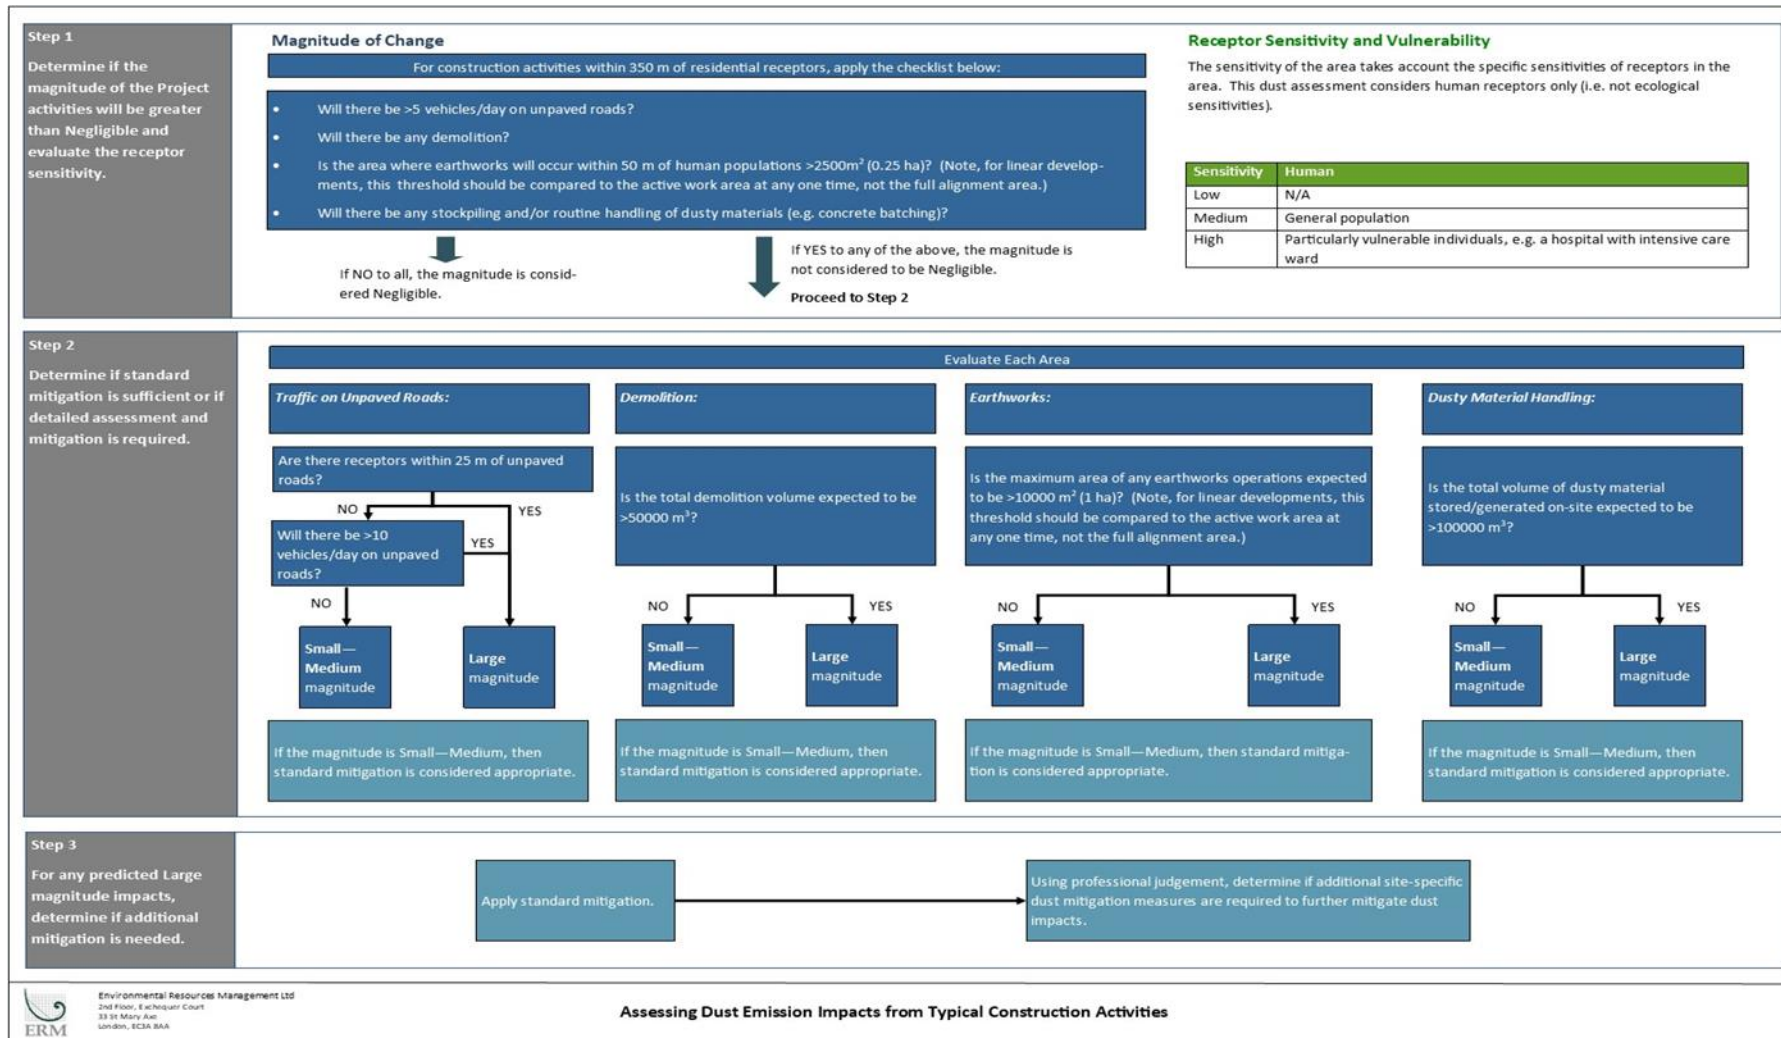 Step 1
Determine if the
magnitude of the Project
activities will be greater
than Negligible and
evaluate the receptor
sensitivity.
Magnitude of Change
For construction activities within 350 m of residential receptors, apply the checklist below:
• Will there be >5 vehicles/day on unpaved roads?
• Will there be any demolition?
• Is the area where earthworks will occur within 50 m of human populations >2500m² (0.25 ha)? (Note, for linear develop-
ments, this threshold should be compared to the active work area at any one time, not the full alignment area.)
• Will there be any stockpiling and/or routine handling of dusty materials (e.g. concrete batching)?
If NO to all, the magnitude is consid-
ered Negligible.
If YES to any of the above, the magnitude is
not considered to be Negligible.
Proceed to Step 2
Receptor Sensitivity and Vulnerability
The sensitivity of the area takes account the specific sensitivities of receptors in the
area. This dust assessment considers human receptors only (i.e. not ecological
sensitivities).
Sensitivity Human
Low N/A
Medium General population
High Particularly vulnerable individuals, e.g. a hospital with intensive care
ward
Step 2
Determine if standard
mitigation is sufficient or if
detailed assessment and
mitigation is required.
Evaluate Each Area
Traffic on Unpaved Roads:
Are there receptors within 25 m of unpaved
roads?
NO
YES
Will there be >10
vehicles/day on unpaved
roads?
YES
NO
Small—
Medium
magnitude
Large
magnitude
If the magnitude is Small—Medium, then
standard mitigation is considered appropriate.
Demolition:
Is the total demolition volume expected to be
>50000 m³?
NO
YES
Small—
Medium
magnitude
Large
magnitude
If the magnitude is Small—Medium, then
standard mitigation is considered appropriate.
Earthworks:
Is the maximum area of any earthworks operations expected
to be >10000 m² (1 ha)? (Note, for linear developments, this
threshold should be compared to the active work area at
any one time, not the full alignment area.)
NO
YES
Small—
Medium
magnitude
Large
magnitude
If the magnitude is Small—Medium, then standard mitiga-
tion is considered appropriate.
Dusty Material Handling:
Is the total volume of dusty material
stored/generated on-site expected to be
>100000 m³?
NO
YES
Small—
Medium
magnitude
Large
magnitude
If the magnitude is Small—Medium, then
standard mitigation is considered appropriate.
Step 3
For any predicted Large
magnitude impacts,
determine if additional
mitigation is needed.
Apply standard mitigation.
Using professional judgement, determine if additional site-specific
dust mitigation measures are required to further mitigate dust
impacts.
ERM
Environmental Resources Management Ltd
2nd Floor, Exchequer Court
33 St Mary Axe
London, EC3A 8AA
Assessing Dust Emission Impacts from Typical Construction Activities